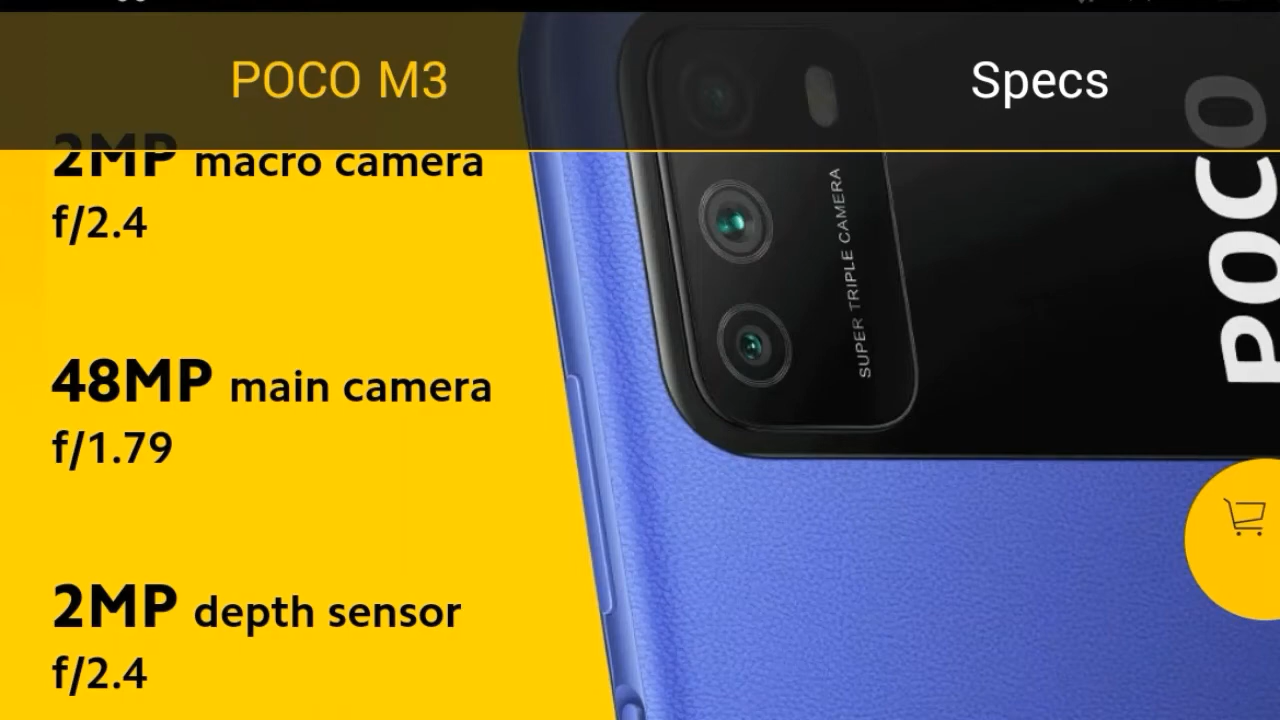 POCO M3
Specs
2MP macro camera
f/2.4
48MP main camera
f/1.79
2MP depth sensor
f/2.4
SUPER TRIPLE CAMERA
POCO